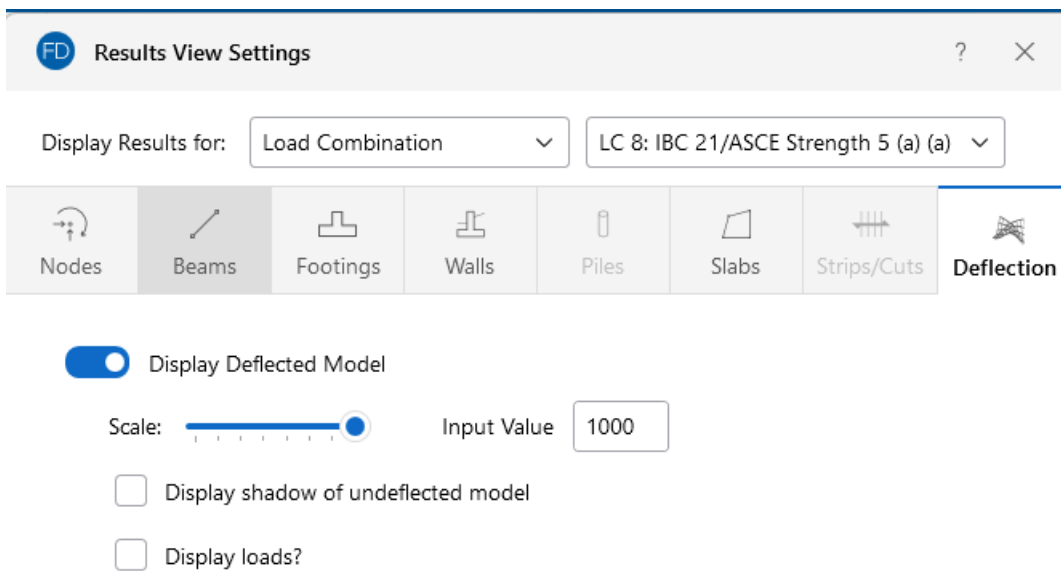 FD Results View Settings ?
Display Results for: Load Combination LC 8: IBC 21/ASCE Strength 5 (a) (a)
Nodes Beams Footings Walls Piles Slabs Strips/Cuts Deflection
Display Deflected Model
Scale: Input Value 1000
Display shadow of undeflected model
Display loads?